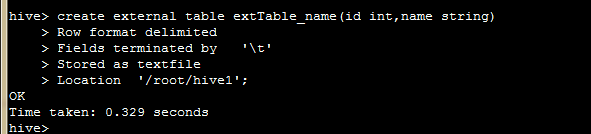 hive> create external table extTable_name(id int,name string)
    > Row format delimited
    > Fields terminated by   '\t'
    > Stored as textfile
    > Location  '/root/hive1';
OK
Time taken: 0.329 seconds
hive>